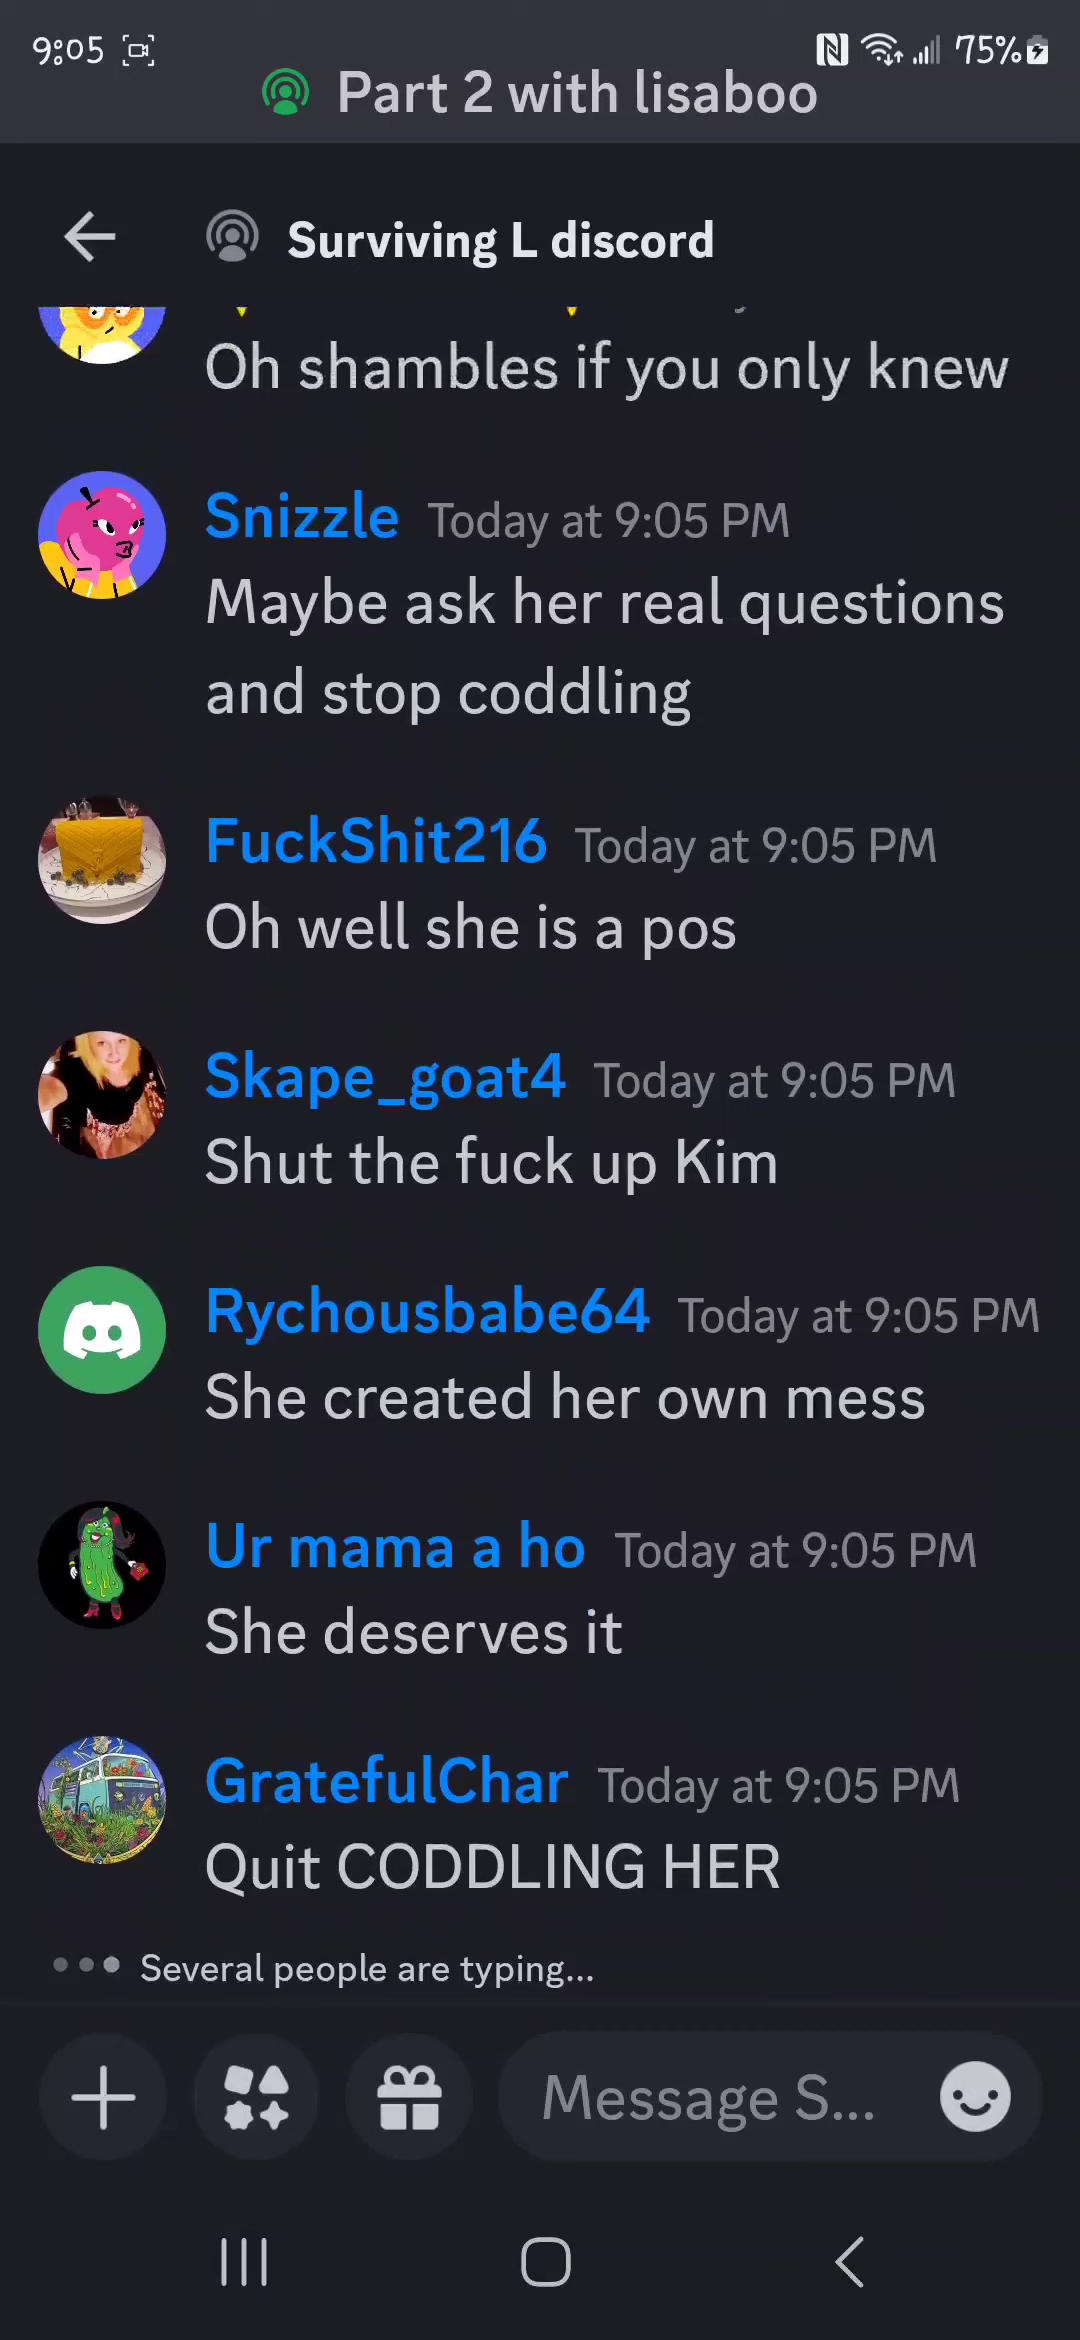 9:05 75%
Part 2 with lisaboo
Surviving L discord
Oh shambles if you only knew
Snizzle Today at 9:05 PM
Maybe ask her real questions
and stop coddling
FuckShit216 Today at 9:05 PM
Oh well she is a pos
Skape_goat4 Today at 9:05 PM
Shut the fuck up Kim
Rychousbabe64 Today at 9:05 PM
She created her own mess
Ur mama a ho Today at 9:05 PM
She deserves it
GratefulChar Today at 9:05 PM
Quit CODDLING HER
Several people are typing...
Message S...